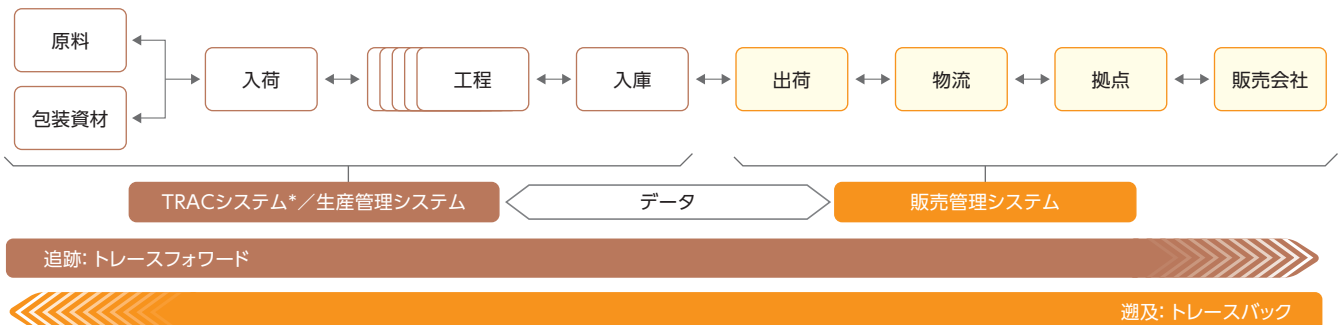 原料
包装資材
入荷
工程
入庫
出荷
物流
拠点
販売会社
TRACシステム*／生産管理システム
データ
販売管理システム
追跡: トレースフォワード
遡及: トレースバック